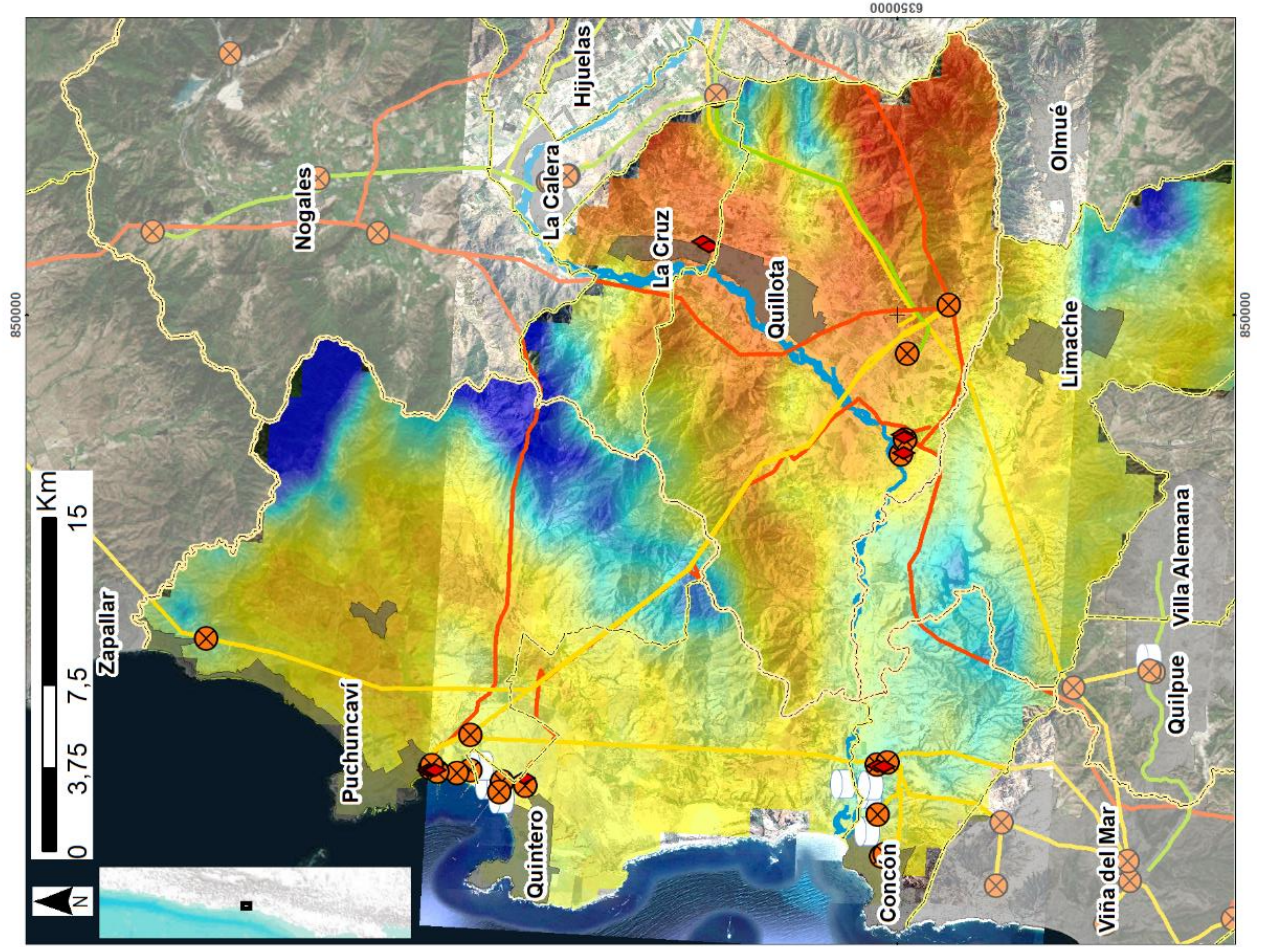 850000
N
0 3,75 7,5 15 Km
Zapallar
Nogales
Puchuncaví
Quintero
La Calera
Hijuelas
La Cruz
Quillota
Concón
6350000
Olmué
Limache
Viña del Mar
Quilpue
Villa Alemana
850000